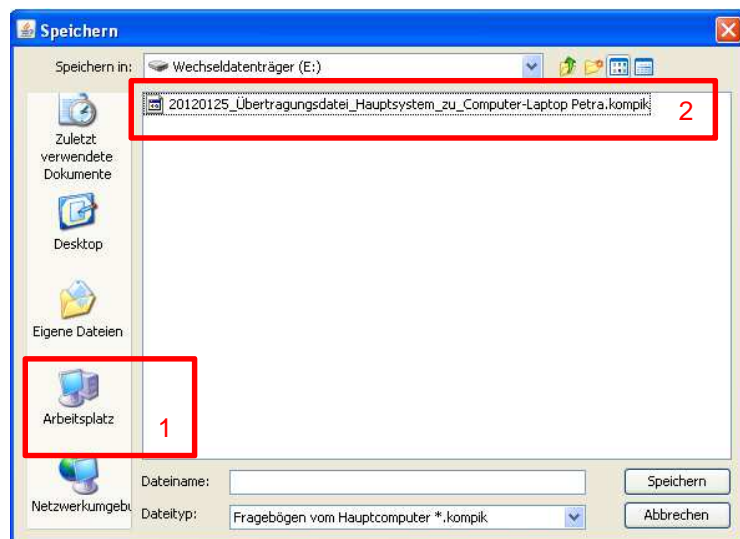 Speichern
Speichern in: Wechseldatenträger (E:)
20120125_Übertragungsdatei_Hauptsystem_zu_Computer-Laptop Petra.kompik
2
Zuletzt
verwendete
Dokumente
Desktop
Eigene Dateien
Arbeitsplatz
1
Netzwerkumgebu
Dateiname:
Speichern
Dateityp: Fragebögen vom Hauptcomputer *.kompik
Abbrechen